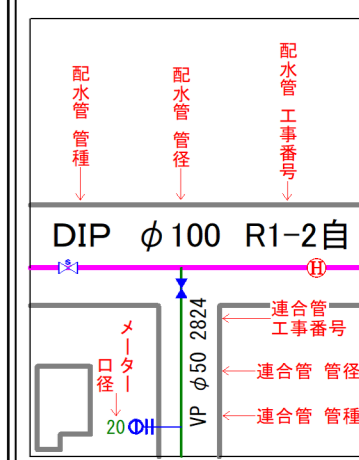 配水管 管種
配水管 管径
配水管 工事番号
DIP φ100 R1-2自
S
H
VP φ50 2824
連合管
工事番号
連合管 管径
連合管 管種
メーター
口径
20